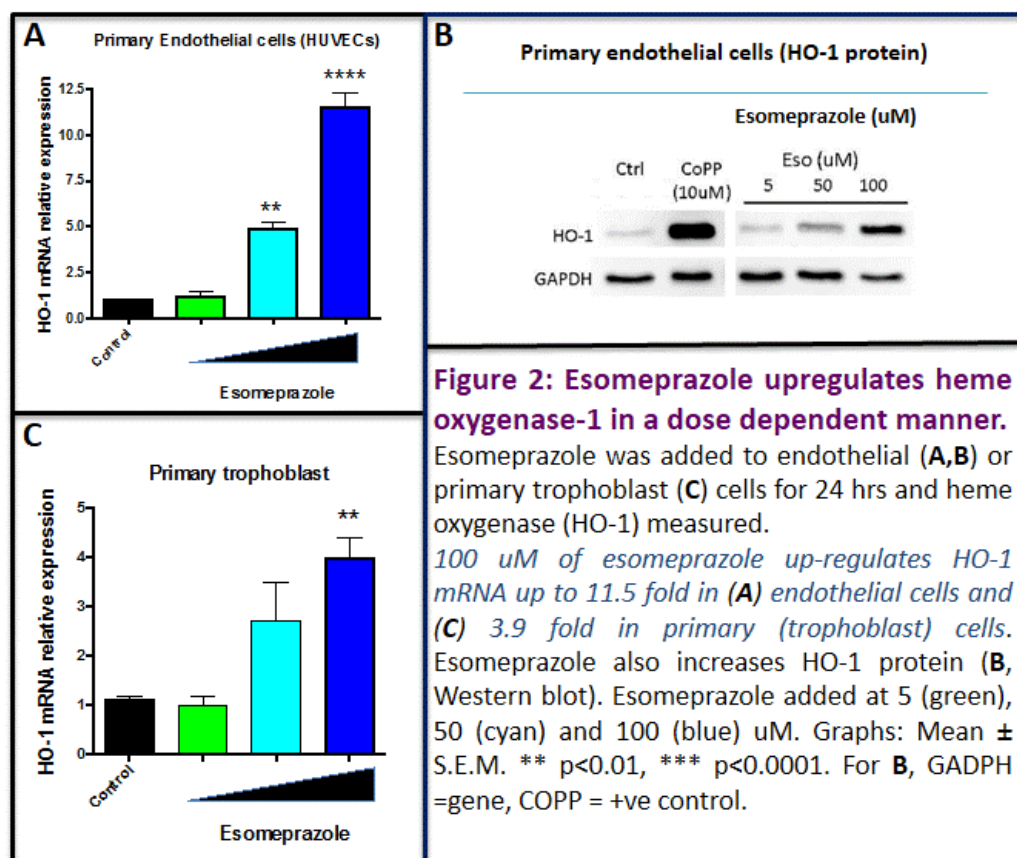 A
Primary Endothelial cells (HUVECs)
HO-1 mRNA relative expression
12.5
10.0
7.5
5.0
2.5
0.0
**
****
Control
Esomeprazole
B
Primary endothelial cells (HO-1 protein)
Esomeprazole (uM)
Ctrl
CoPP
(10uM)
Eso (uM)
5 50 100
HO-1
GAPDH
C
Primary trophoblast
HO-1 mRNA relative expression
5
4
3
2
1
0
**
Control
Esomeprazole
Figure 2: Esomeprazole upregulates heme
oxygenase-1 in a dose dependent manner.
Esomeprazole was added to endothelial (A,B) or
primary trophoblast (C) cells for 24 hrs and heme
oxygenase (HO-1) measured.
100 uM of esomeprazole up-regulates HO-1
mRNA up to 11.5 fold in (A) endothelial cells and
(C) 3.9 fold in primary (trophoblast) cells.
Esomeprazole also increases HO-1 protein (B,
Western blot). Esomeprazole added at 5 (green),
50 (cyan) and 100 (blue) uM. Graphs: Mean ±
S.E.M. ** p<0.01, *** p<0.0001. For B, GADPH
=gene, COPP = +ve control.